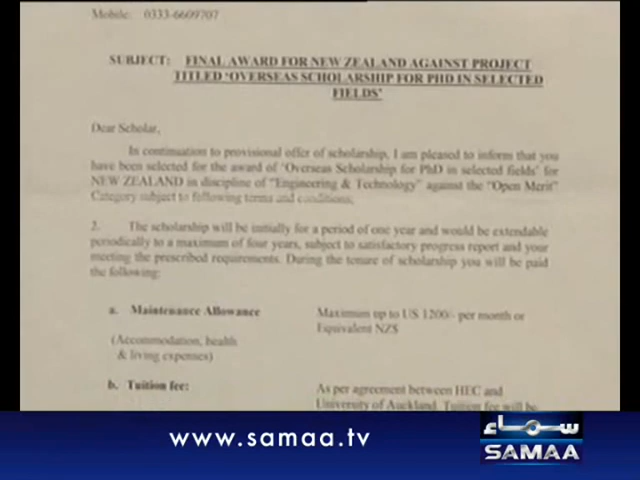 Mobile: 0333-6609707
SUBJECT: FINAL AWARD FOR NEW ZEALAND AGAINST PROJECT
TITLED 'OVERSEAS SCHOLARSHIP FOR PHD IN SELECTED
FIELDS'
Dear Scholar,
In continuation to provisional offer of scholarship, I am pleased to inform that you
have been selected for the award of 'Overseas Scholarship for PhD in selected fields' for
NEW ZEALAND in discipline of "Engineering & Technology" against the "Open Merit"
Category subject to following terms and conditions;
2. The scholarship will be initially for a period of one year and would be extendable
periodically to a maximum of four years, subject to satisfactory progress report and your
meeting the prescribed requirements. During the tenure of scholarship you will be paid
the following:
a. Maintenance Allowance Maximum up to US 1200/- per month or
Equivalent NZ$
(Accommodation, health
& living expenses)
b. Tuition fee: As per agreement between HEC and
University of Auckland. Tuition fee will be
www.samaa.tv
سماء
SAMAA